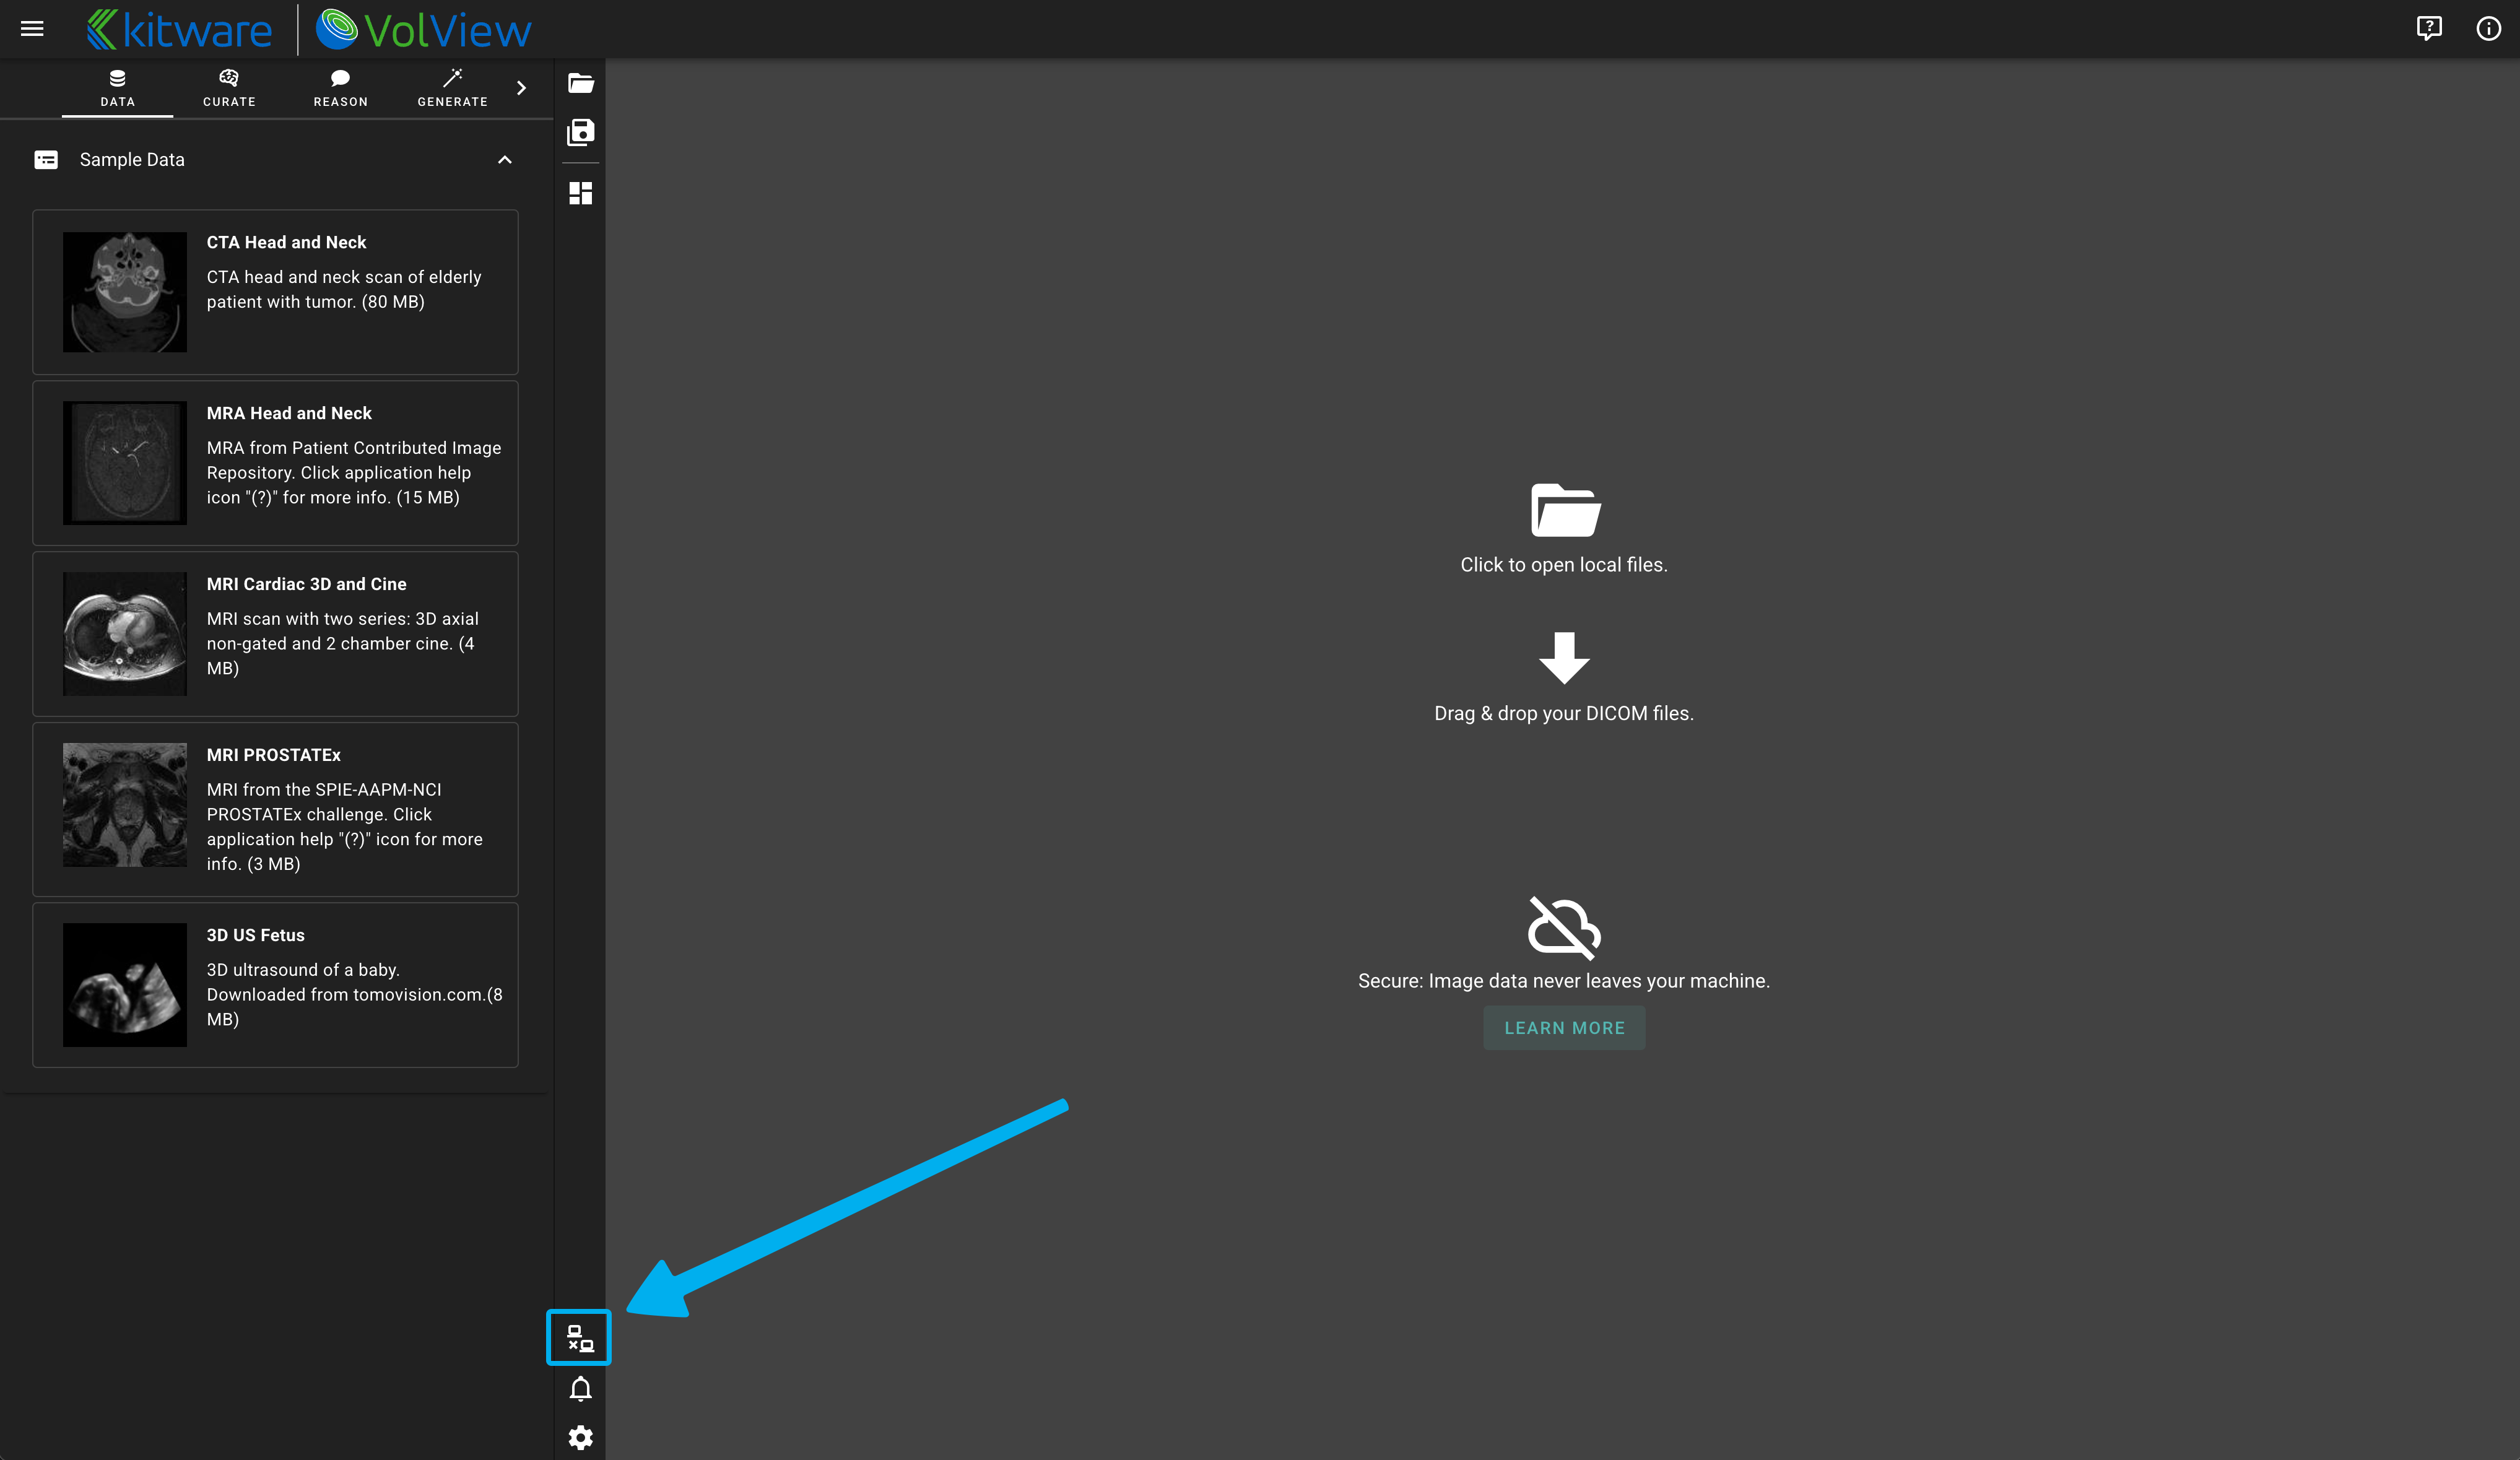 kitware VolView
DATA CURATE REASON GENERATE
Sample Data
CTA Head and Neck
CTA head and neck scan of elderly
patient with tumor. (80 MB)
MRA Head and Neck
MRA from Patient Contributed Image
Repository. Click application help
icon "(?)" for more info. (15 MB)
MRI Cardiac 3D and Cine
MRI scan with two series: 3D axial
non-gated and 2 chamber cine. (4
MB)
MRI PROSTATEx
MRI from the SPIE-AAPM-NCI
PROSTATEx challenge. Click
application help "(?)" icon for more
info. (3 MB)
3D US Fetus
3D ultrasound of a baby.
Downloaded from tomovision.com.(8
MB)
Click to open local files.
Drag & drop your DICOM files.
Secure: Image data never leaves your machine.
LEARN MORE